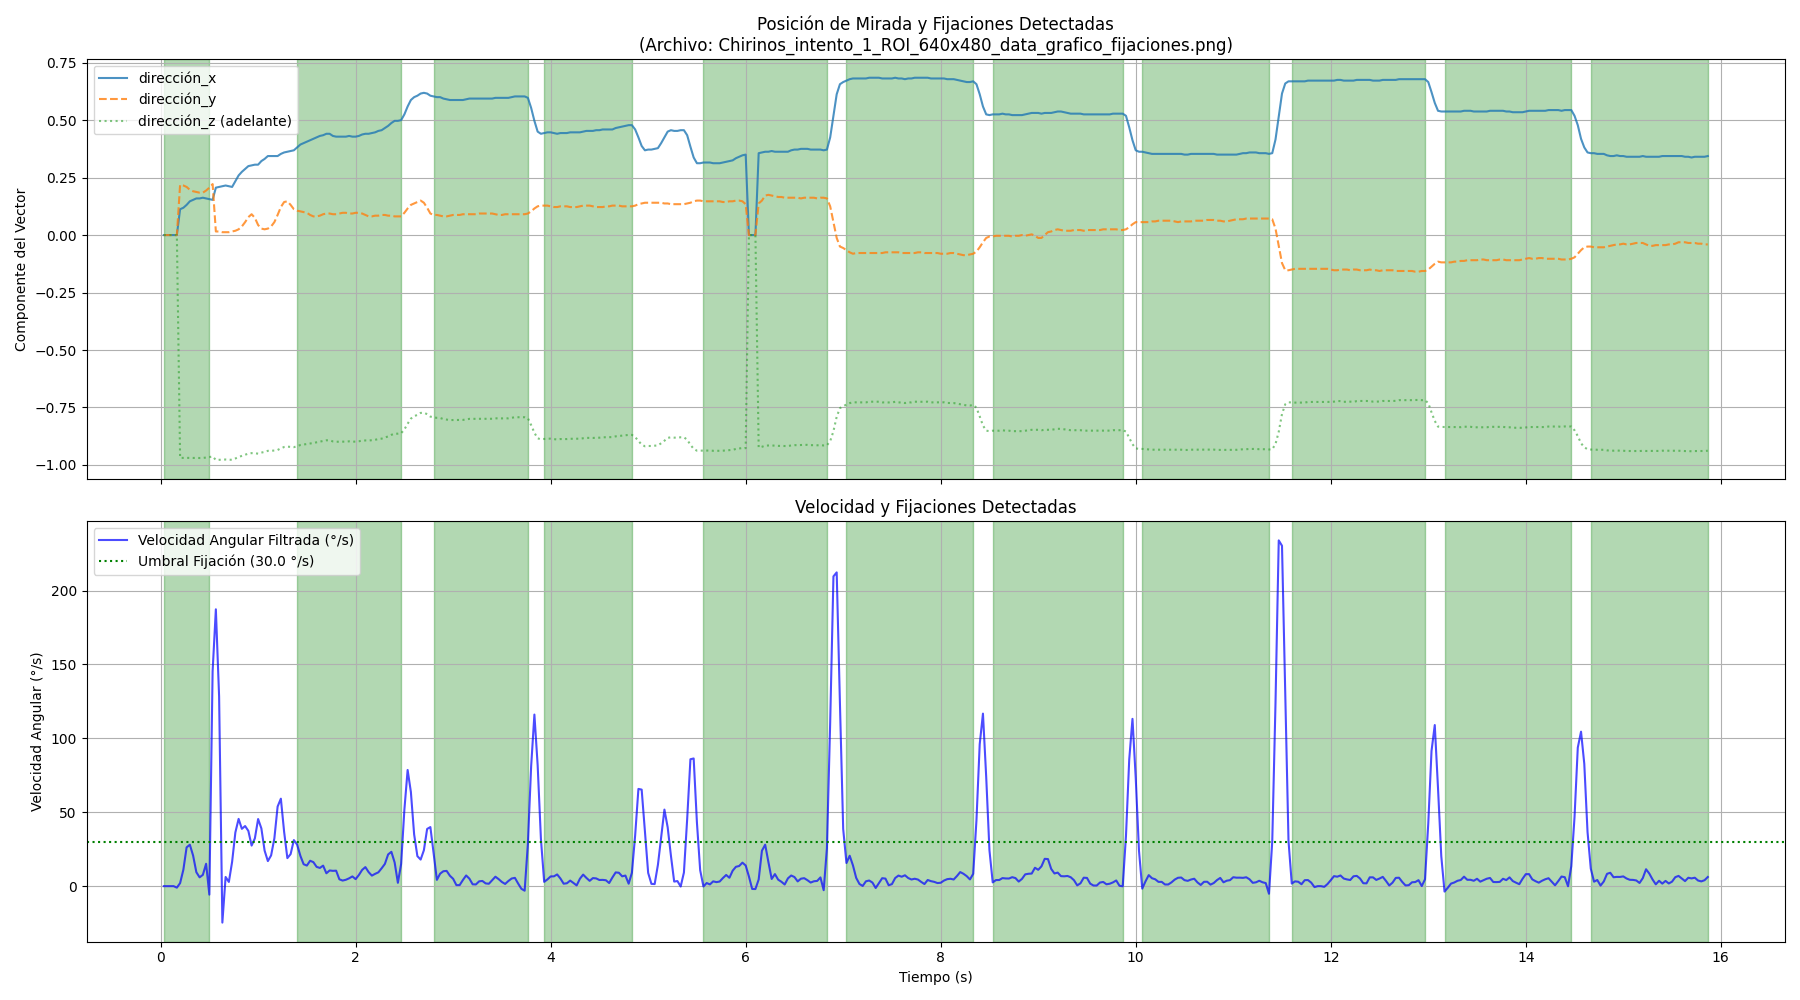 Posición de Mirada y Fijaciones Detectadas
(Archivo: Chirinos_intento_1_ROI_640x480_data_grafico_fijaciones.png)
dirección_x
dirección_y
dirección_z (adelante)
Componente del Vector
0.75
0.50
0.25
0.00
−0.25
−0.50
−0.75
−1.00
Velocidad y Fijaciones Detectadas
Velocidad Angular Filtrada (°/s)
Umbral Fijación (30.0 °/s)
Velocidad Angular (°/s)
200
150
100
50
0
0 2 4 6 8 10 12 14 16
Tiempo (s)